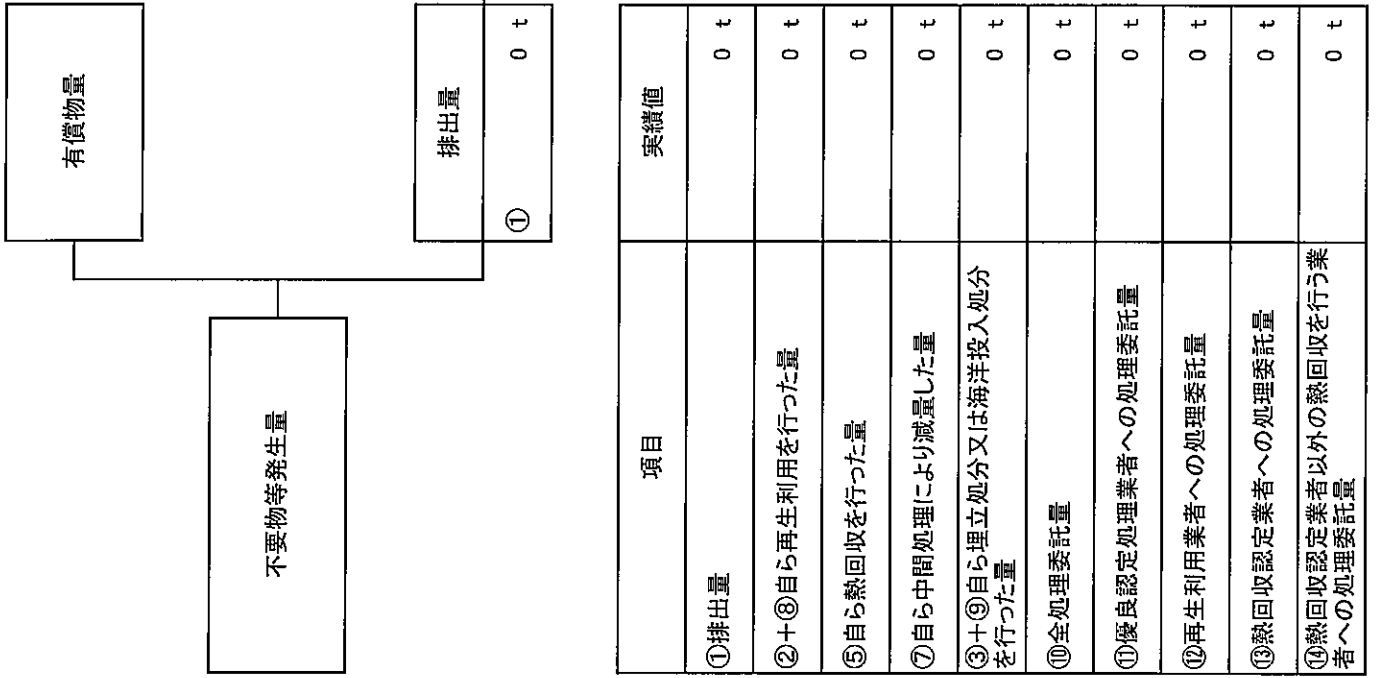 有償物量
不要物等発生量
排出量
① 0 t
項目 実績値
①排出量 0 t
②+⑧自ら再生利用を行った量 0 t
⑤自ら熱回収を行った量 0 t
⑦自ら中間処理により減量した量 0 t
③+⑨自ら埋立処分又は海洋投入処分
を行った量 0 t
⑩全処理委託量 0 t
⑪優良認定処理業者への処理委託量 0 t
⑫再生利用業者への処理委託量 0 t
⑬熱回収認定業者への処理委託量 0 t
⑭熱回収認定業者以外の熱回収を行う業
者への処理委託量 0 t